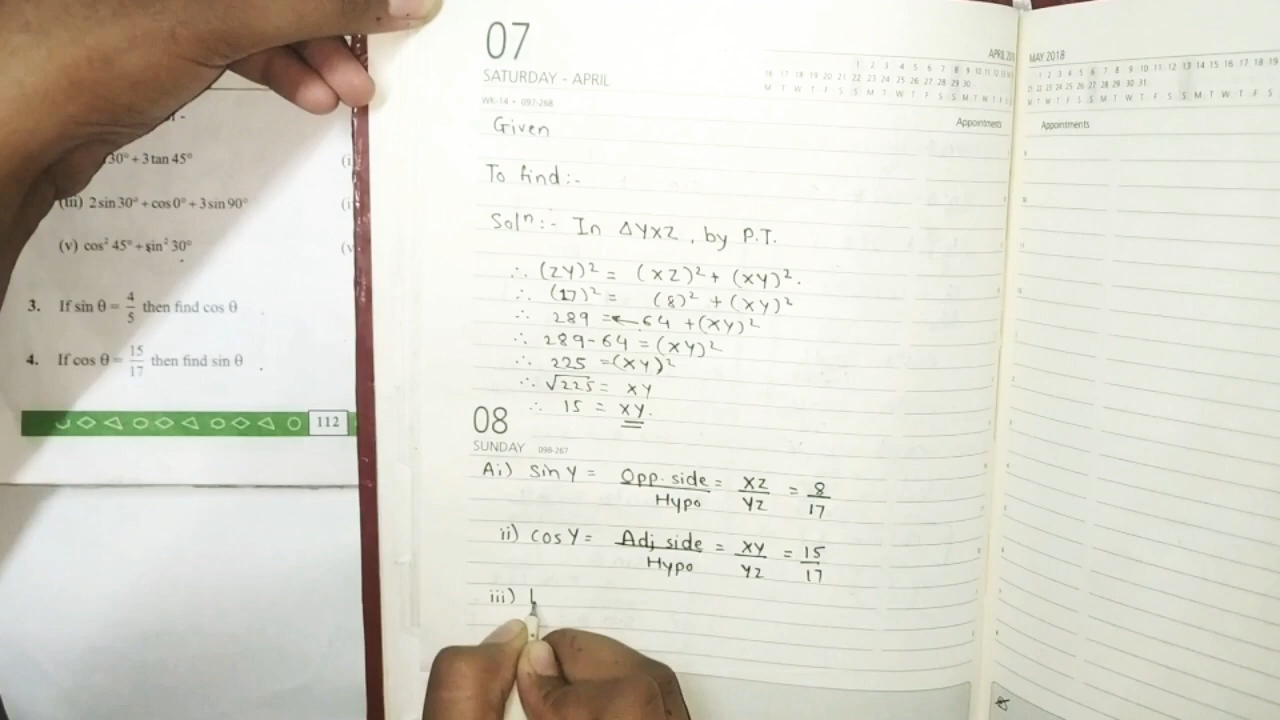 30° + 3 tan 45°
(iii) 2 sin 30° + cos 0° + 3 sin 90°
(v) cos² 45° + sin² 30°
3. If sin θ = 4/5 then find cos θ
4. If cos θ = 15/17 then find sin θ
112
07
SATURDAY - APRIL
WK-14 • 097-268
APRIL
Appointments
Given
To find:-
Solⁿ:- In ΔYXZ, by P.T.
∴ (ZY)² = (XZ)² + (XY)².
∴ (17)² = (8)² + (XY)²
∴ 289 = 64 + (XY)²
∴ 289-64 = (XY)²
∴ 225 = (XY)²
∴ √225 = XY
∴ 15 = XY.
08
SUNDAY 098-267
A i) sin Y = Opp. side/Hypo = XZ/YZ = 8/17
ii) cos Y = Adj side/Hypo = XY/YZ = 15/17
iii)
MAY 2018
Appointments